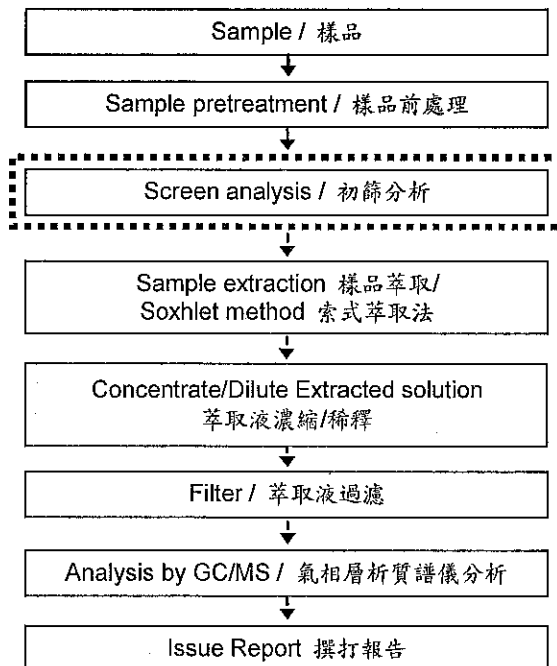 Sample / 樣品
Sample pretreatment / 樣品前處理
Screen analysis / 初篩分析
Sample extraction 樣品萃取/
Soxhlet method 索式萃取法
Concentrate/Dilute Extracted solution
萃取液濃縮/稀釋
Filter / 萃取液過濾
Analysis by GC/MS / 氣相層析質譜儀分析
Issue Report 撰打報告